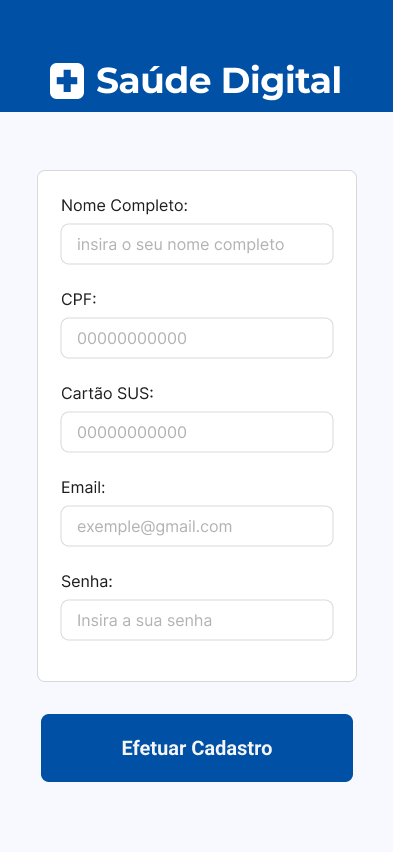 Saúde Digital
Nome Completo:
insira o seu nome completo
CPF:
00000000000
Cartão SUS:
00000000000
Email:
exemple@gmail.com
Senha:
Insira a sua senha
Efetuar Cadastro